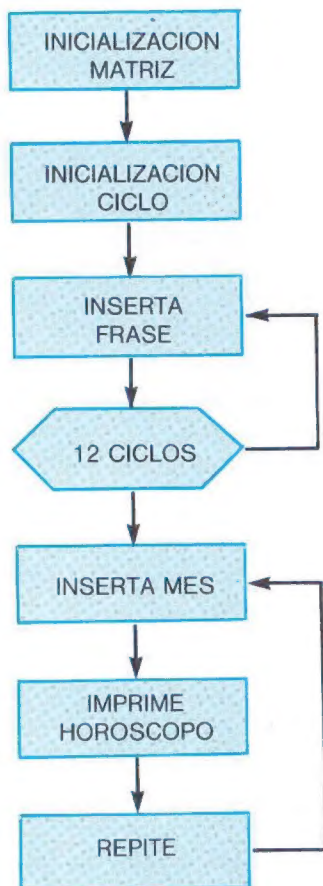 INICIALIZACION
MATRIZ
INICIALIZACION
CICLO
INSERTA
FRASE
12 CICLOS
INSERTA MES
IMPRIME
HOROSCOPO
REPITE